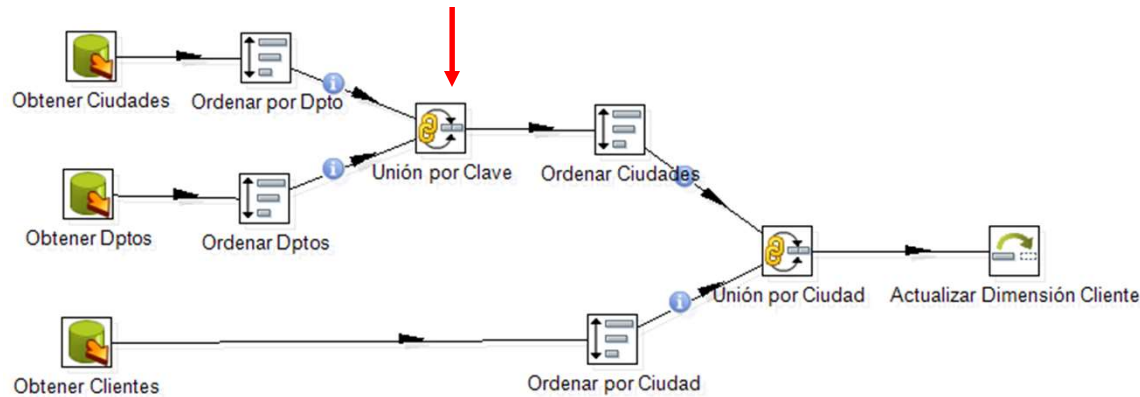 Obtener Ciudades
Ordenar por Dpto
Unión por Clave
Ordenar Ciudades
Obtener Dptos
Ordenar Dptos
Unión por Ciudad
Actualizar Dimensión Cliente
Obtener Clientes
Ordenar por Ciudad